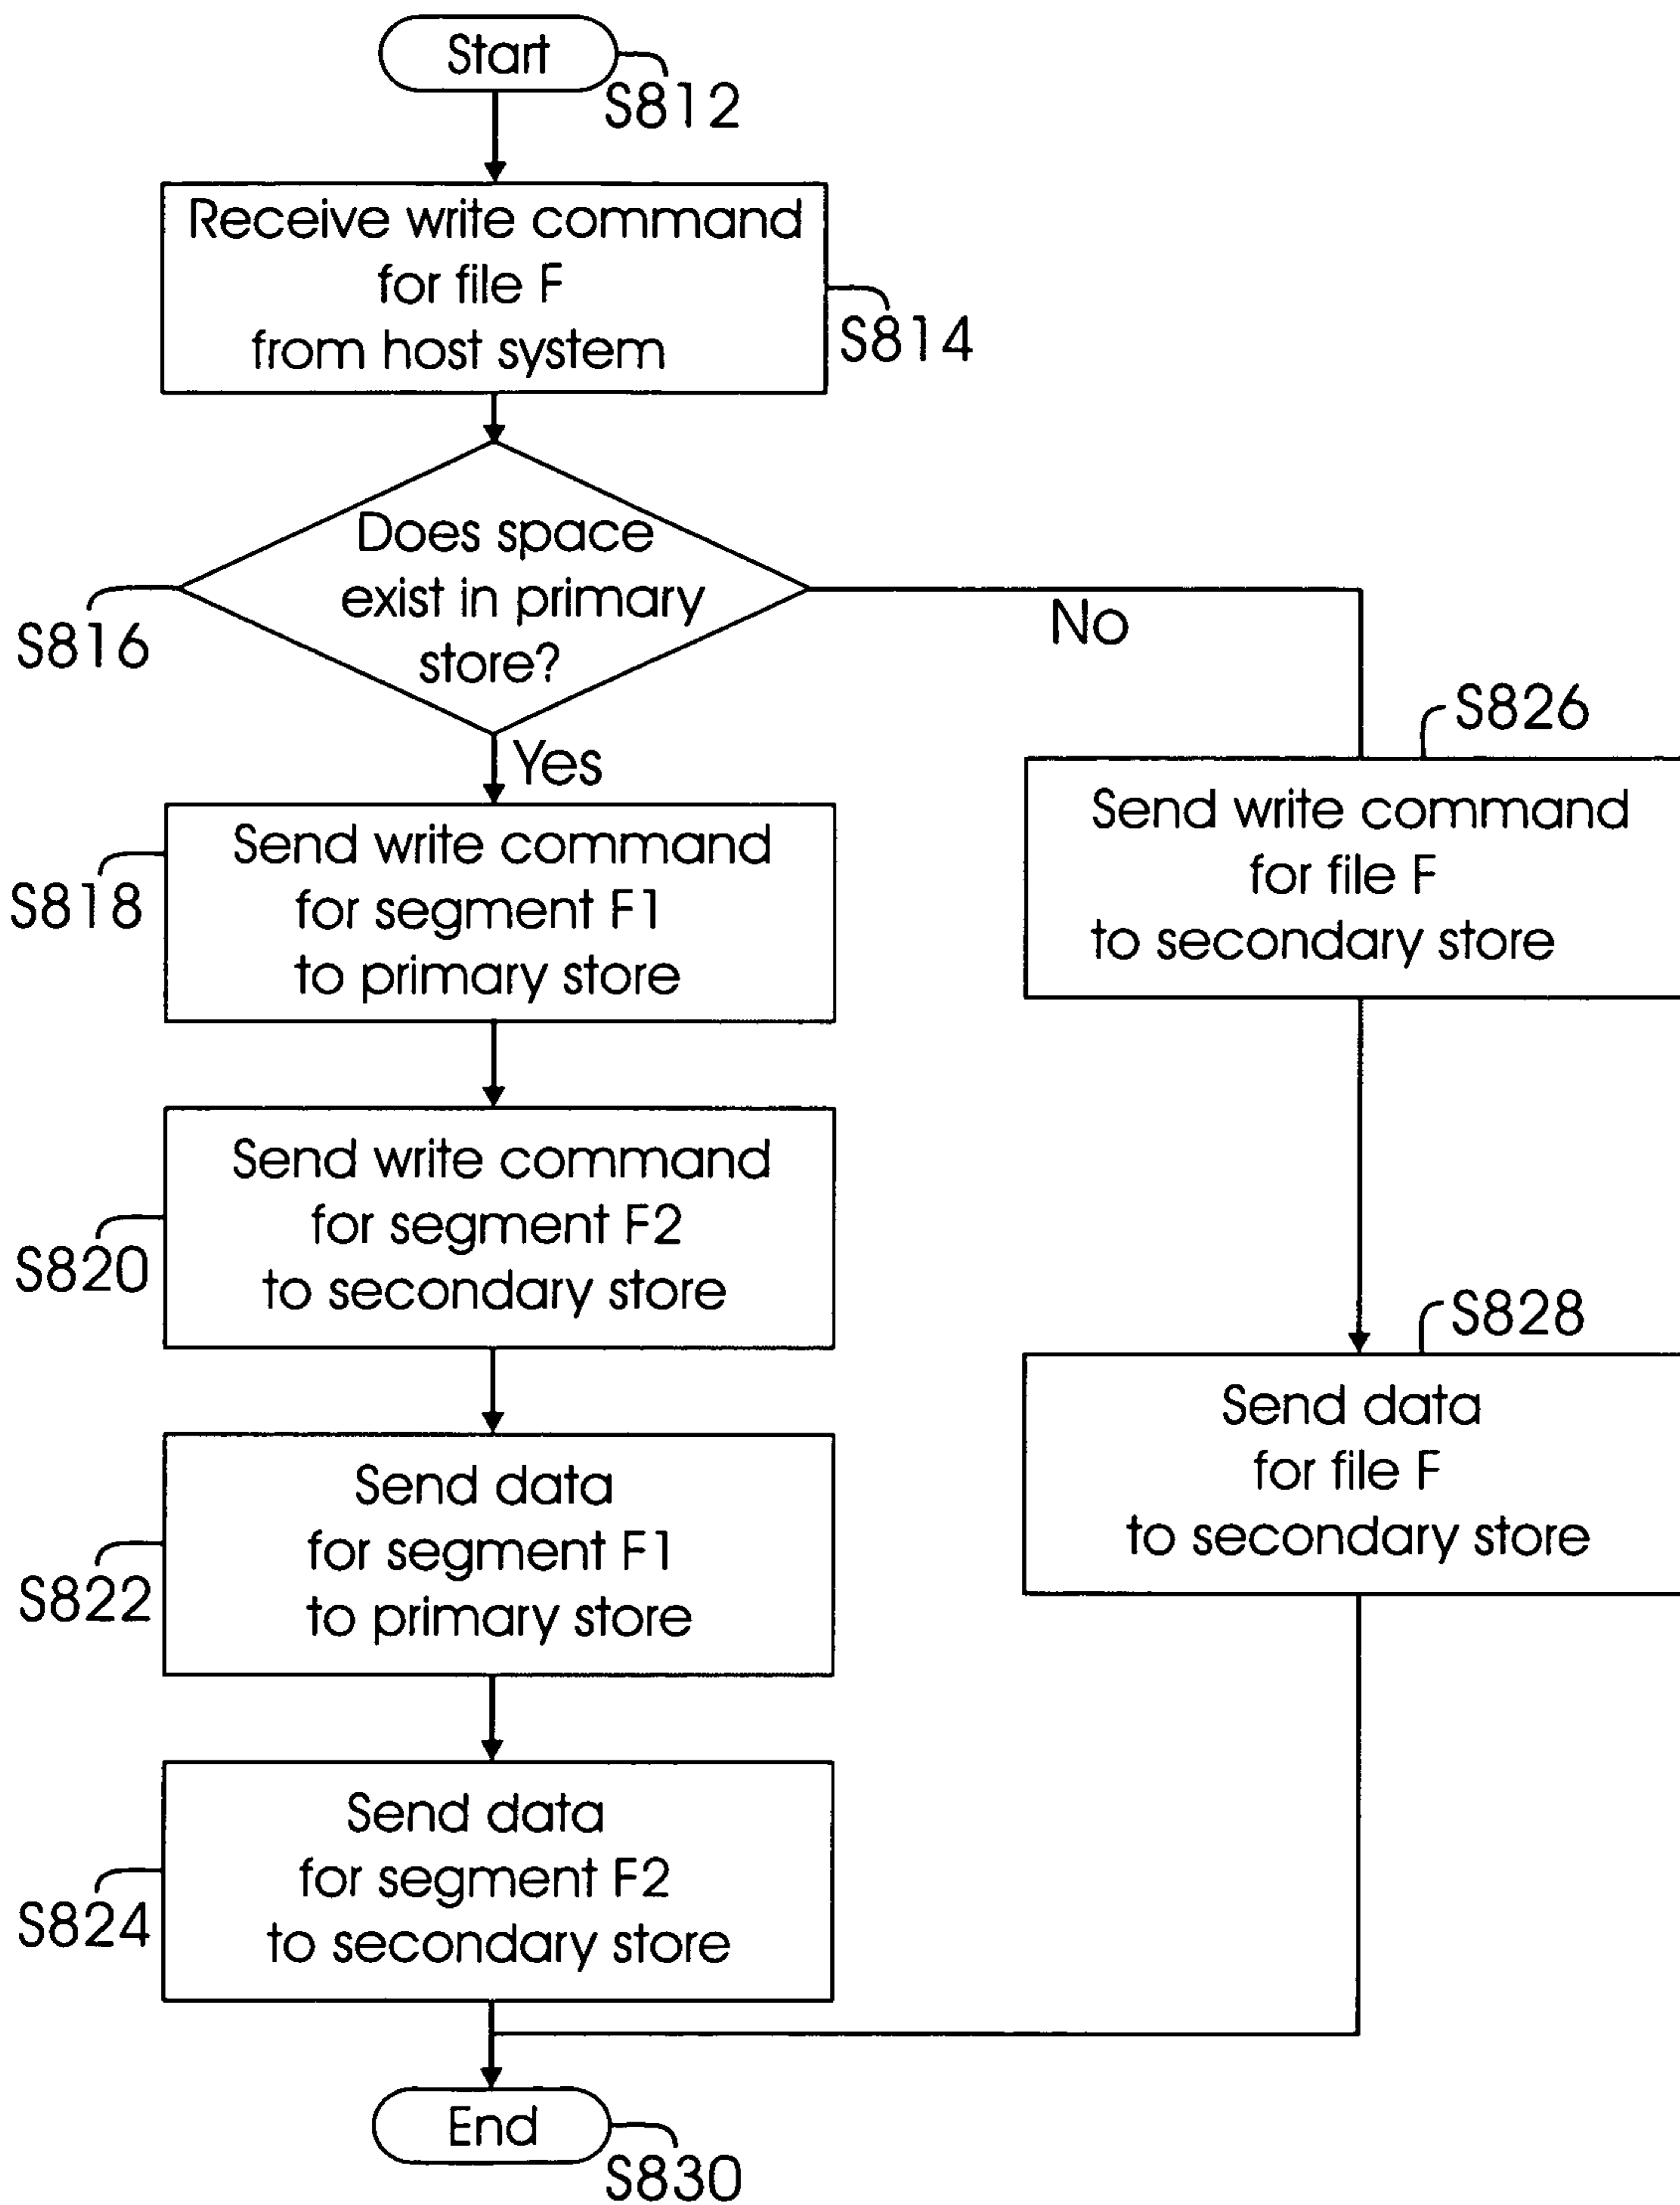 Start
S812
Receive write command
for file F
from host system
S814
Does space
exist in primary
store?
S816
No
Yes
S826
Send write command
for file F
to secondary store
Send write command
for segment F1
to primary store
S818
Send write command
for segment F2
to secondary store
S820
S828
Send data
for file F
to secondary store
Send data
for segment F1
to primary store
S822
Send data
for segment F2
to secondary store
S824
End
S830